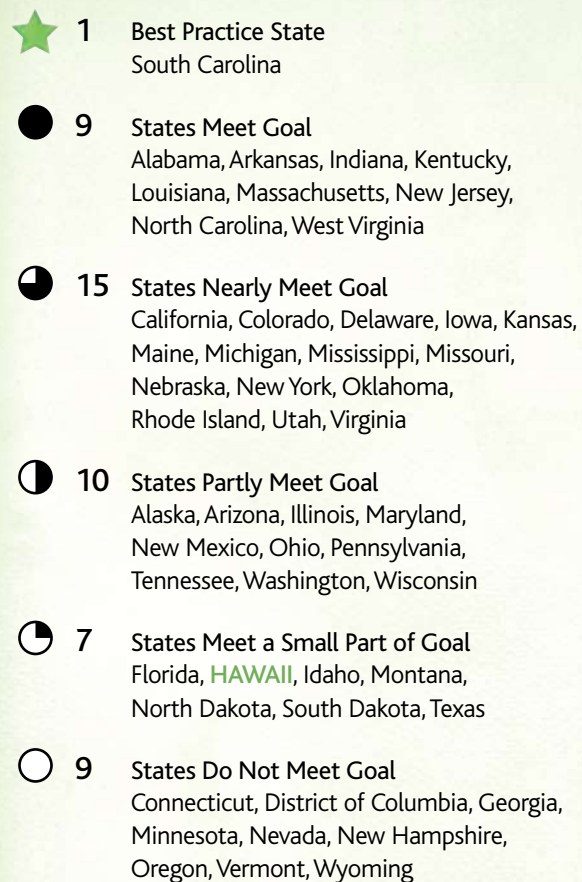 1 Best Practice State
South Carolina
9 States Meet Goal
Alabama, Arkansas, Indiana, Kentucky,
Louisiana, Massachusetts, New Jersey,
North Carolina, West Virginia
15 States Nearly Meet Goal
California, Colorado, Delaware, Iowa, Kansas,
Maine, Michigan, Mississippi, Missouri,
Nebraska, New York, Oklahoma,
Rhode Island, Utah, Virginia
10 States Partly Meet Goal
Alaska, Arizona, Illinois, Maryland,
New Mexico, Ohio, Pennsylvania,
Tennessee, Washington, Wisconsin
7 States Meet a Small Part of Goal
Florida, HAWAII, Idaho, Montana,
North Dakota, South Dakota, Texas
9 States Do Not Meet Goal
Connecticut, District of Columbia, Georgia,
Minnesota, Nevada, New Hampshire,
Oregon, Vermont, Wyoming